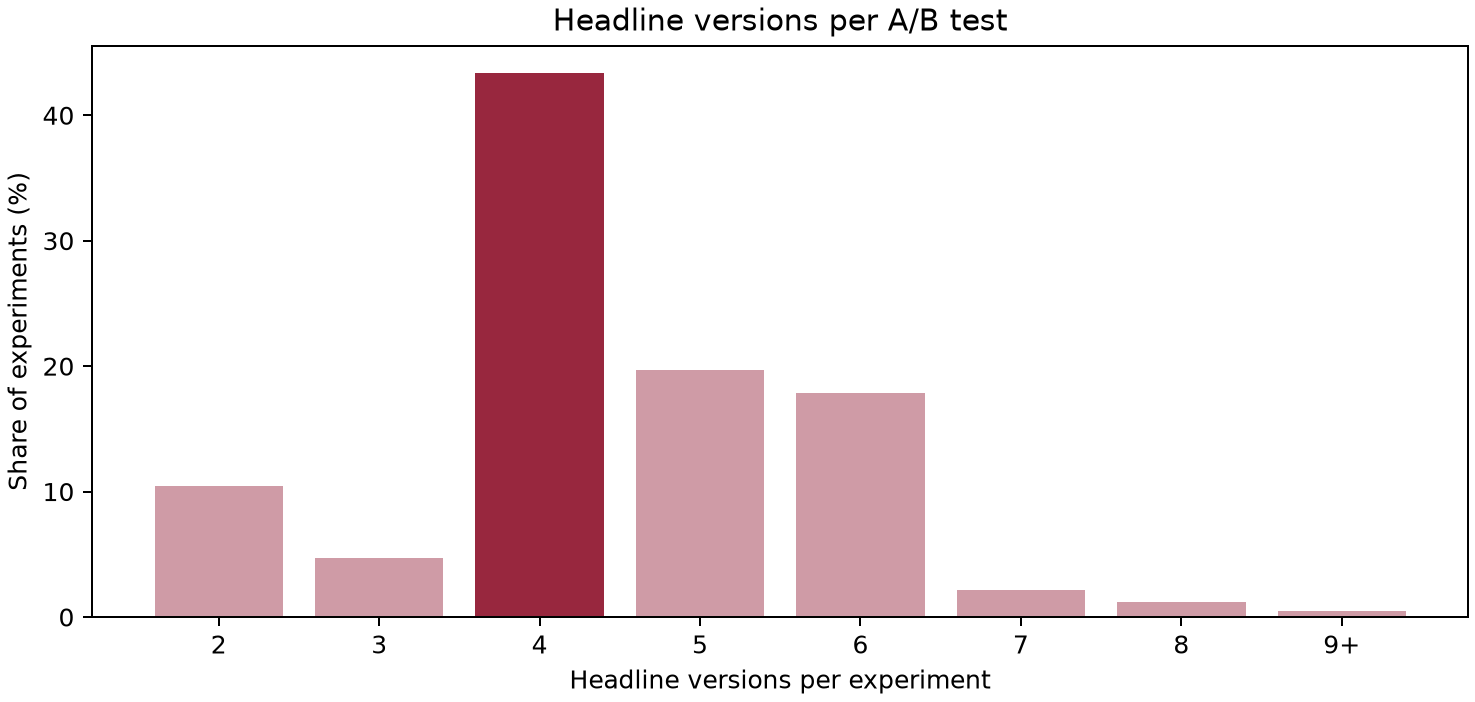 Headline versions per A/B test
Share of experiments (%)
40
30
20
10
0
2 3 4 5 6 7 8 9+
Headline versions per experiment